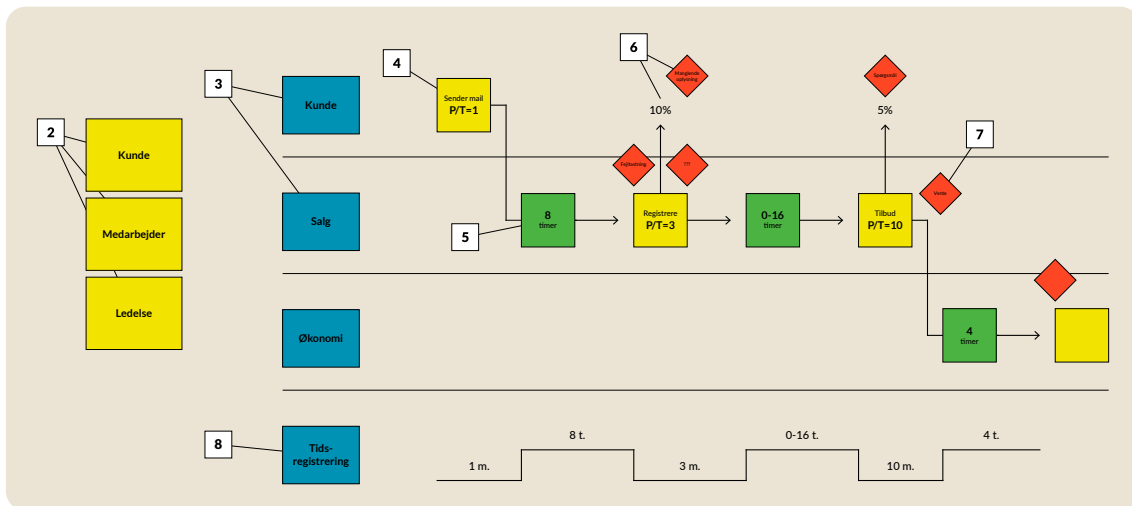 6
4
Manglende
oplysning
Spørgsmål
3
Sender mail
P/T=1
Kunde
10%
5%
2
7
Kunde
Fejltastning
???
Vente
Salg
8
timer
Registrere
P/T=3
0-16
timer
Tilbud
P/T=10
Medarbejder
5
Ledelse
Økonomi
4
timer
8
Tids-
registrering
8 t.
0-16 t.
4 t.
1 m.
3 m.
10 m.